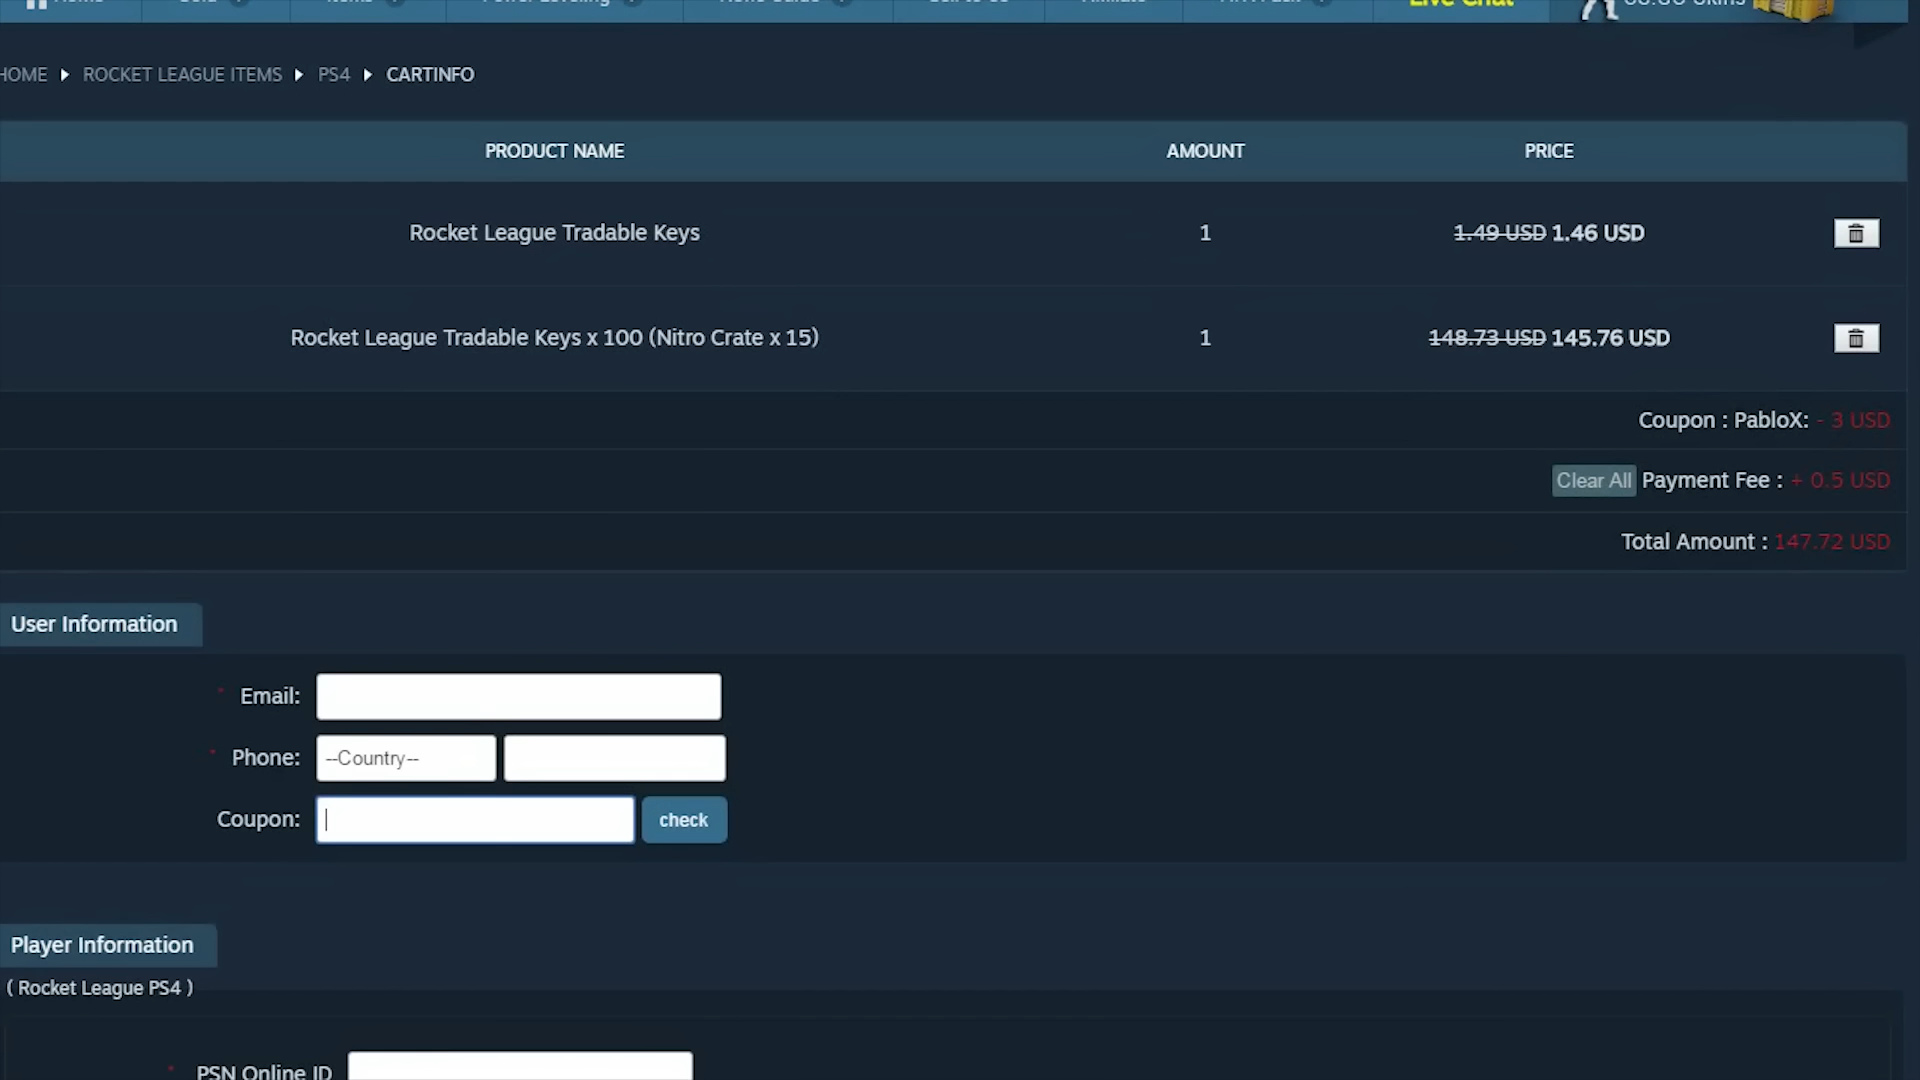 Live Chat
HOME ROCKET LEAGUE ITEMS PS4 CARTINFO
PRODUCT NAME AMOUNT PRICE
Rocket League Tradable Keys 1 1.49 USD 1.46 USD
Rocket League Tradable Keys x 100 (Nitro Crate x 15) 1 148.73 USD 145.76 USD
Coupon : PabloX: - 3 USD
Clear All Payment Fee : + 0.5 USD
Total Amount : 147.72 USD
User Information
* Email:
* Phone: --Country--
Coupon: check
Player Information
( Rocket League PS4 )
* PSN Online ID